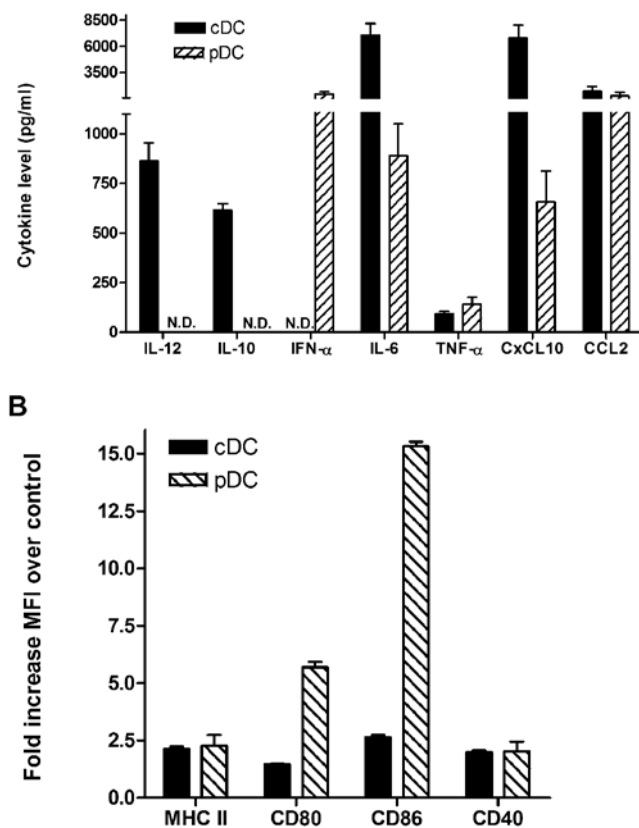 8500
6000
3500
1000
750
500
250
0
Cytokine level (pg/ml)
cDC
pDC
N.D.
N.D.
N.D.
IL-12 IL-10 IFN-α IL-6 TNF-α CxCL10 CCL2
B
15.0
12.5
10.0
7.5
5.0
2.5
0.0
Fold increase MFI over control
cDC
pDC
MHC II CD80 CD86 CD40